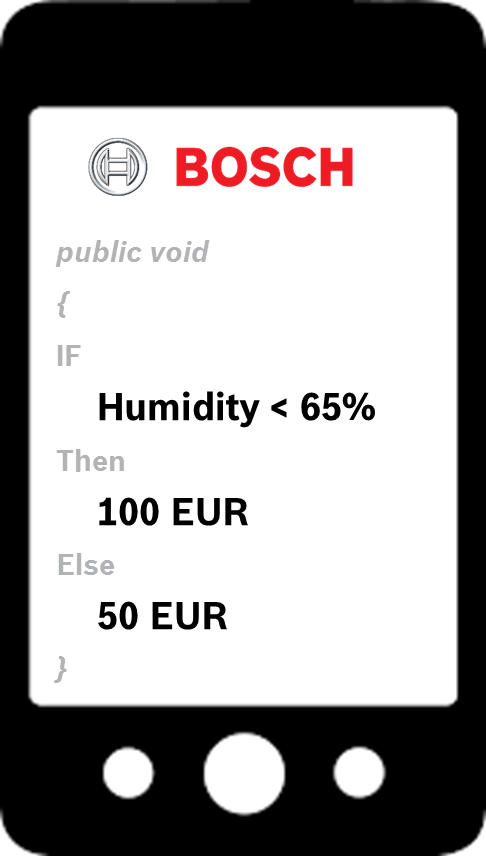 BOSCH
public void
{
IF
Humidity < 65%
Then
100 EUR
Else
50 EUR
}